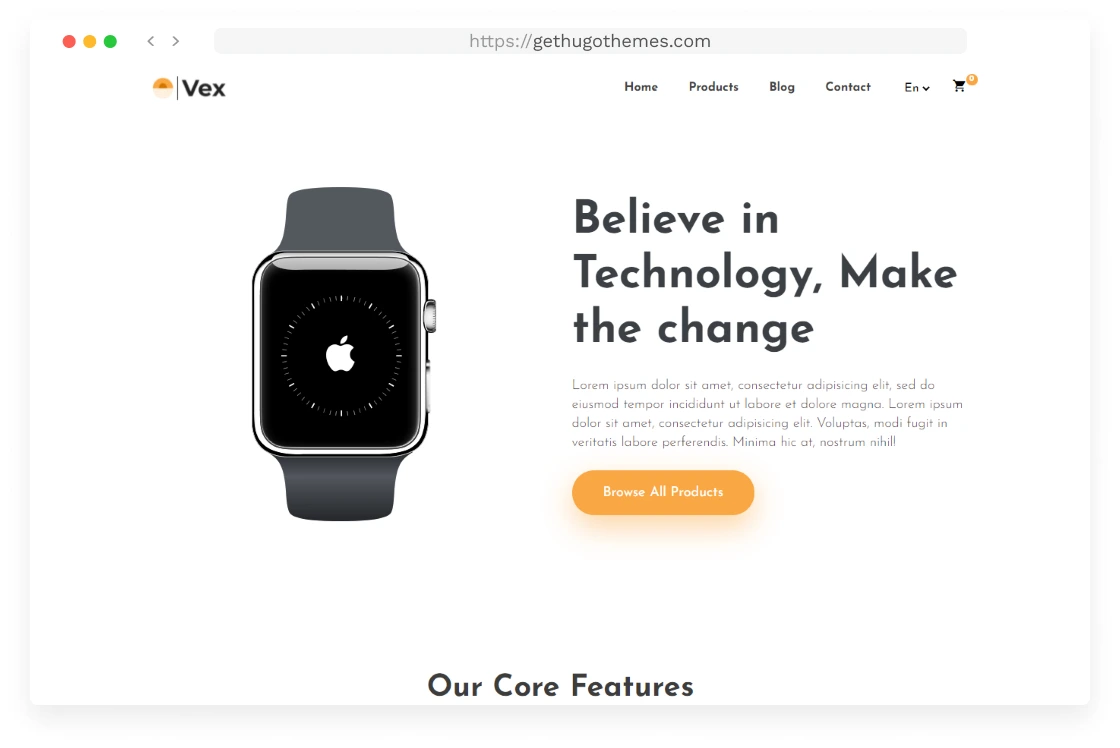 https://gethugothemes.com
Vex
Home Products Blog Contact En 0
Believe in
Technology, Make
the change
Lorem ipsum dolor sit amet, consectetur adipisicing elit, sed do
eiusmod tempor incididunt ut labore et dolore magna. Lorem ipsum
dolor sit amet, consectetur adipisicing elit. Voluptas, modi fugit in
veritatis labore perferendis. Minima hic at, nostrum nihil!
Browse All Products
Our Core Features